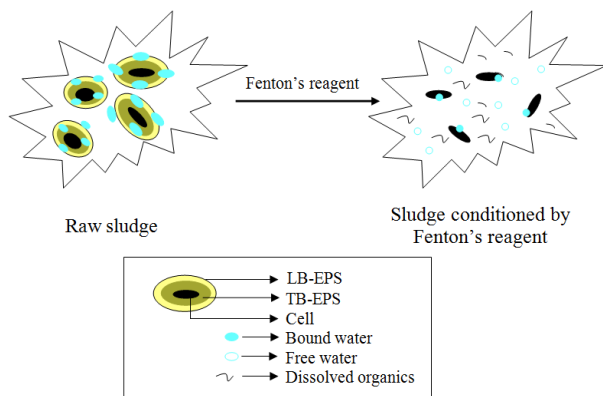 Fenton's reagent
Raw sludge
Sludge conditioned by
Fenton's reagent
LB-EPS
TB-EPS
Cell
Bound water
Free water
Dissolved organics